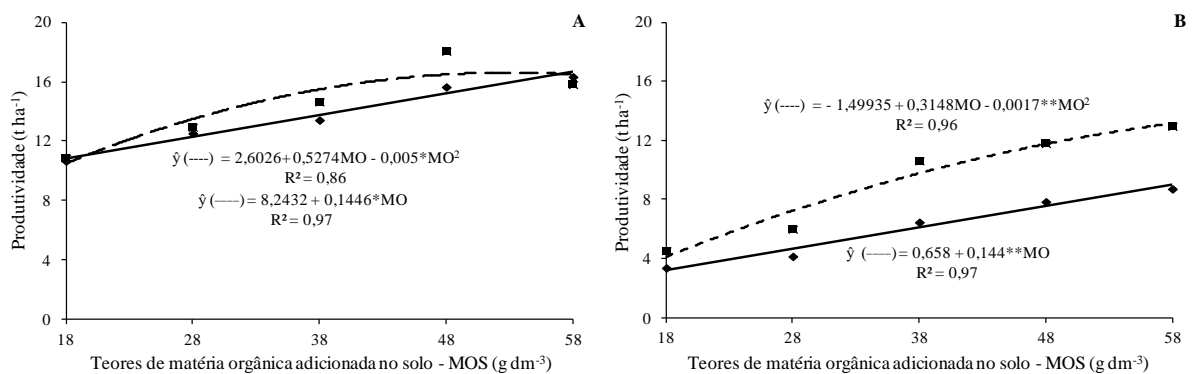 A
20
16
12
8
4
0
Produtividade (t ha⁻¹)
ŷ (----) = 2,6026+0,5274MO - 0,005*MO²
R² = 0,86
ŷ (——) = 8,2432 + 0,1446*MO
R² = 0,97
18 28 38 48 58
Teores de matéria orgânica adicionada no solo - MOS (g dm⁻³)
B
20
16
12
8
4
0
Produtividade (t ha⁻¹)
ŷ (----) = - 1,49935 + 0,3148MO - 0,0017**MO²
R² = 0,96
ŷ (——) = 0,658 + 0,144**MO
R² = 0,97
18 28 38 48 58
Teores de matéria orgânica adicionada no solo - MOS (g dm⁻³)